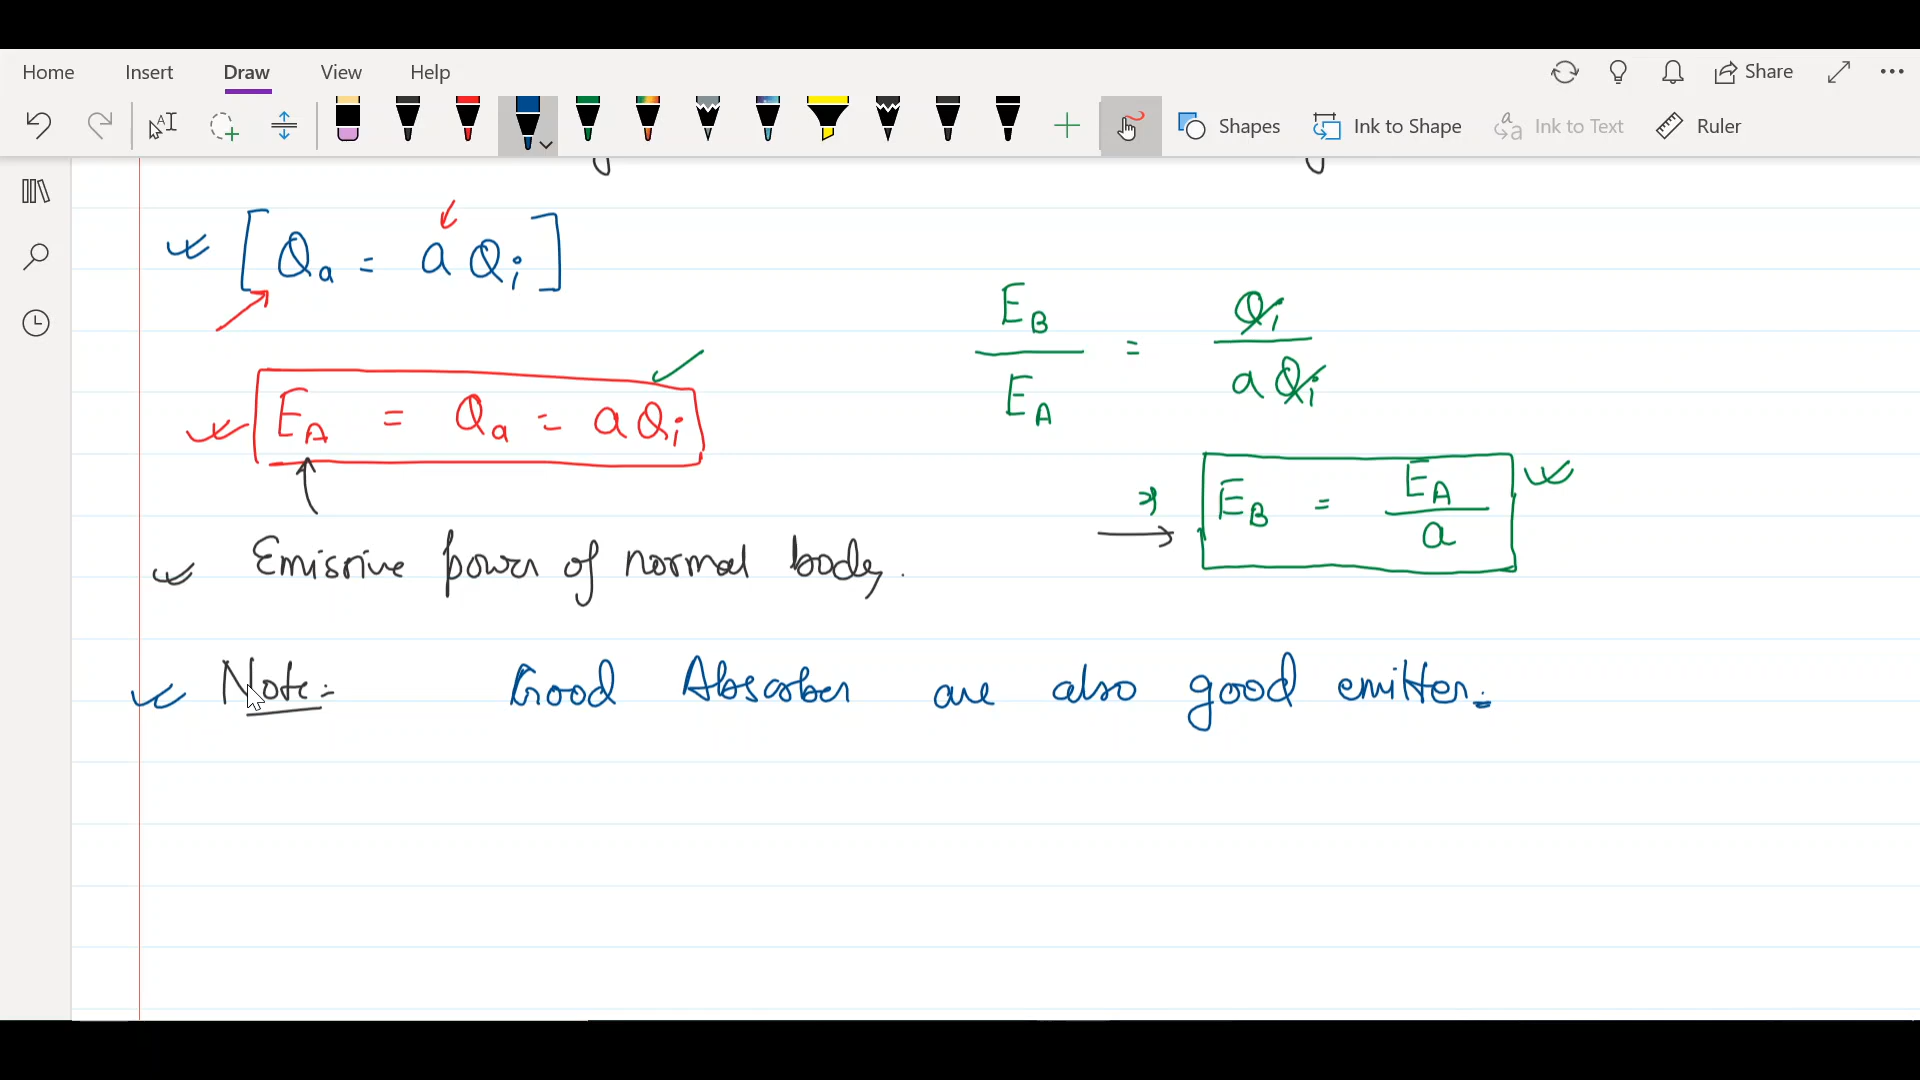 Home Insert Draw View Help Share
Shapes Ink to Shape Ink to Text Ruler
[Qa = a Qi]
EB / EA = Qi / a Qi
EA = Qa = a Qi
EB = EA / a
Emissive power of normal body.
Note:- Good Absorber are also good emitter.